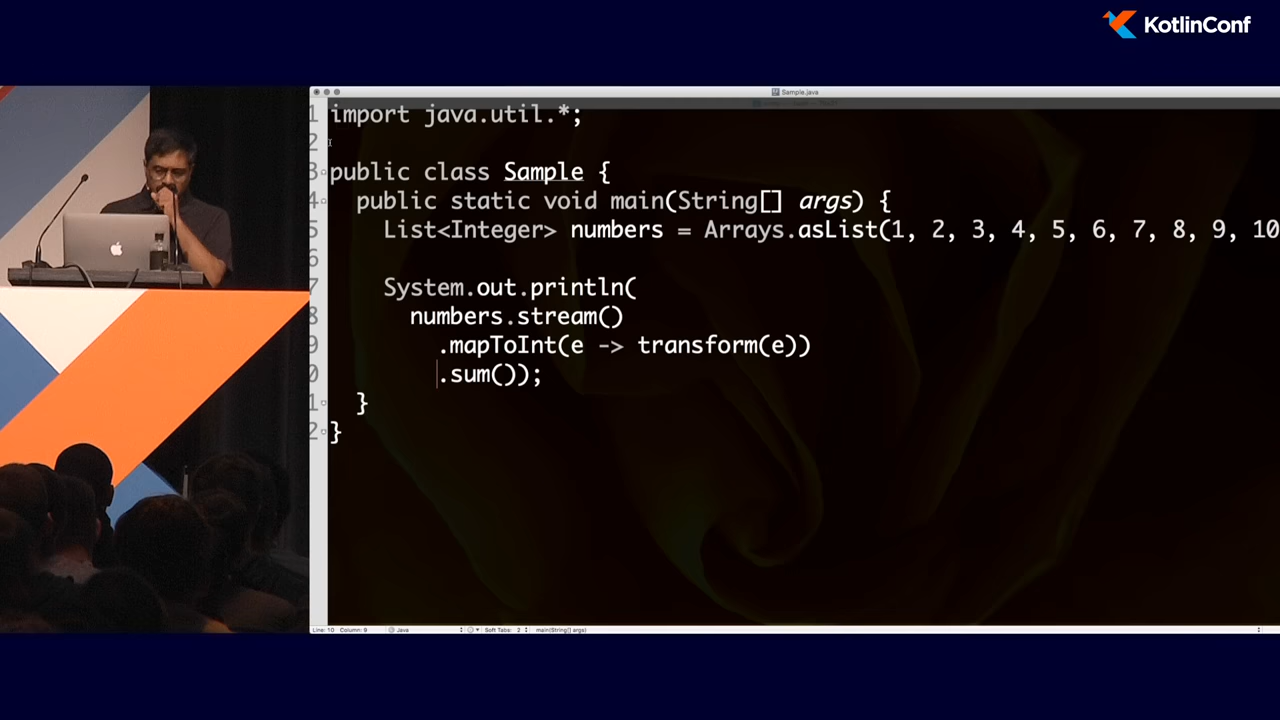 KotlinConf
Sample.java
1 import java.util.*;
2
3 public class Sample {
4 public static void main(String[] args) {
5 List<Integer> numbers = Arrays.asList(1, 2, 3, 4, 5, 6, 7, 8, 9, 10
6
7 System.out.println(
8 numbers.stream()
9 .mapToInt(e -> transform(e))
0 .sum());
1 }
2 }
Line: 10 Column: 9 Java Soft Tabs: 2 main(String[] args)